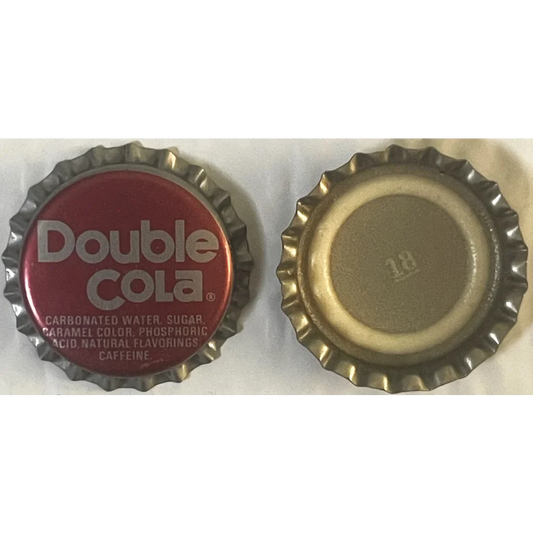 Double
Cola®
CARBONATED WATER, SUGAR,
CARAMEL COLOR, PHOSPHORIC
ACID, NATURAL FLAVORINGS
CAFFEINE.
18